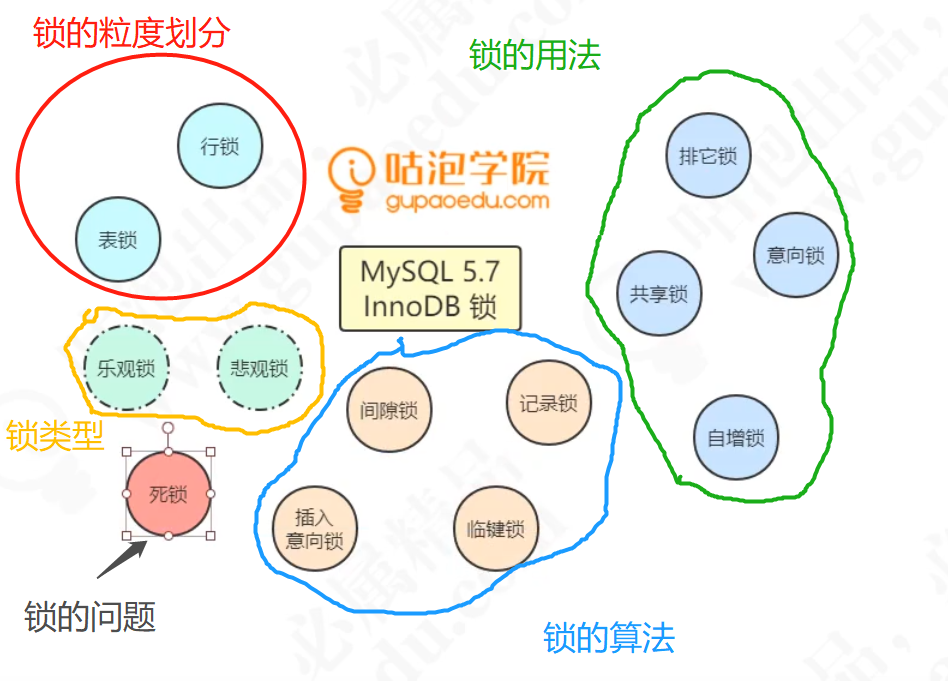 锁的粒度划分
行锁
表锁
咕泡学院
gupaoedu.com
锁的用法
排它锁
意向锁
共享锁
自增锁
MySQL 5.7
InnoDB 锁
乐观锁
悲观锁
锁类型
死锁
锁的问题
间隙锁
记录锁
插入
意向锁
临键锁
锁的算法